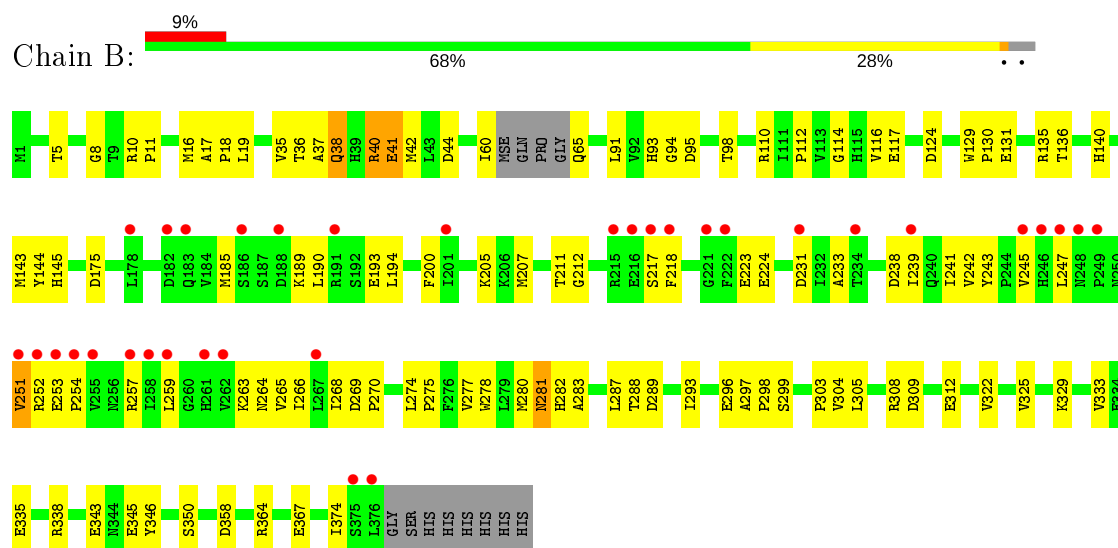 9%
Chain B:
68% 28% • •
M1 T5 G8 T9 R10 P11 M16 A17 P18 L19 V35 T36 A37 Q38 H39 R40 E41 M42 L43 D44 I60 MSE GLN PRO GLY Q65 L91 V92 H93 G94 D95 T98 R110 I111 P112 V113 G114 H115 V116 E117 D124 W129 P130 E131 R135 T136 H140
M143 Y144 H145 D175 L178 D182 Q183 V184 M185 S186 S187 D188 K189 L190 R191 S192 E193 L194 F200 I201 K205 K206 M207 T211 G212 R215 E216 S217 F218 G221 F222 E223 E224 D231 I232 A233 T234 D238 I239 Q240 I241 V242 Y243 P244 V245 H246 L247 N248 P249 N250
V251 R252 E253 P254 V255 N256 R257 I258 L259 G260 H261 V262 K263 N264 V265 I266 L267 I268 D269 P270 L274 P275 F276 V277 W278 L279 M280 N281 H282 A283 L287 T288 D289 I293 E296 A297 P298 S299 P303 V304 L305 R308 D309 E312 V322 V325 K329 V333 E334
E335 R338 E343 N344 E345 Y346 S350 D358 R364 E367 I374 S375 L376 GLY SER HIS HIS HIS HIS HIS HIS